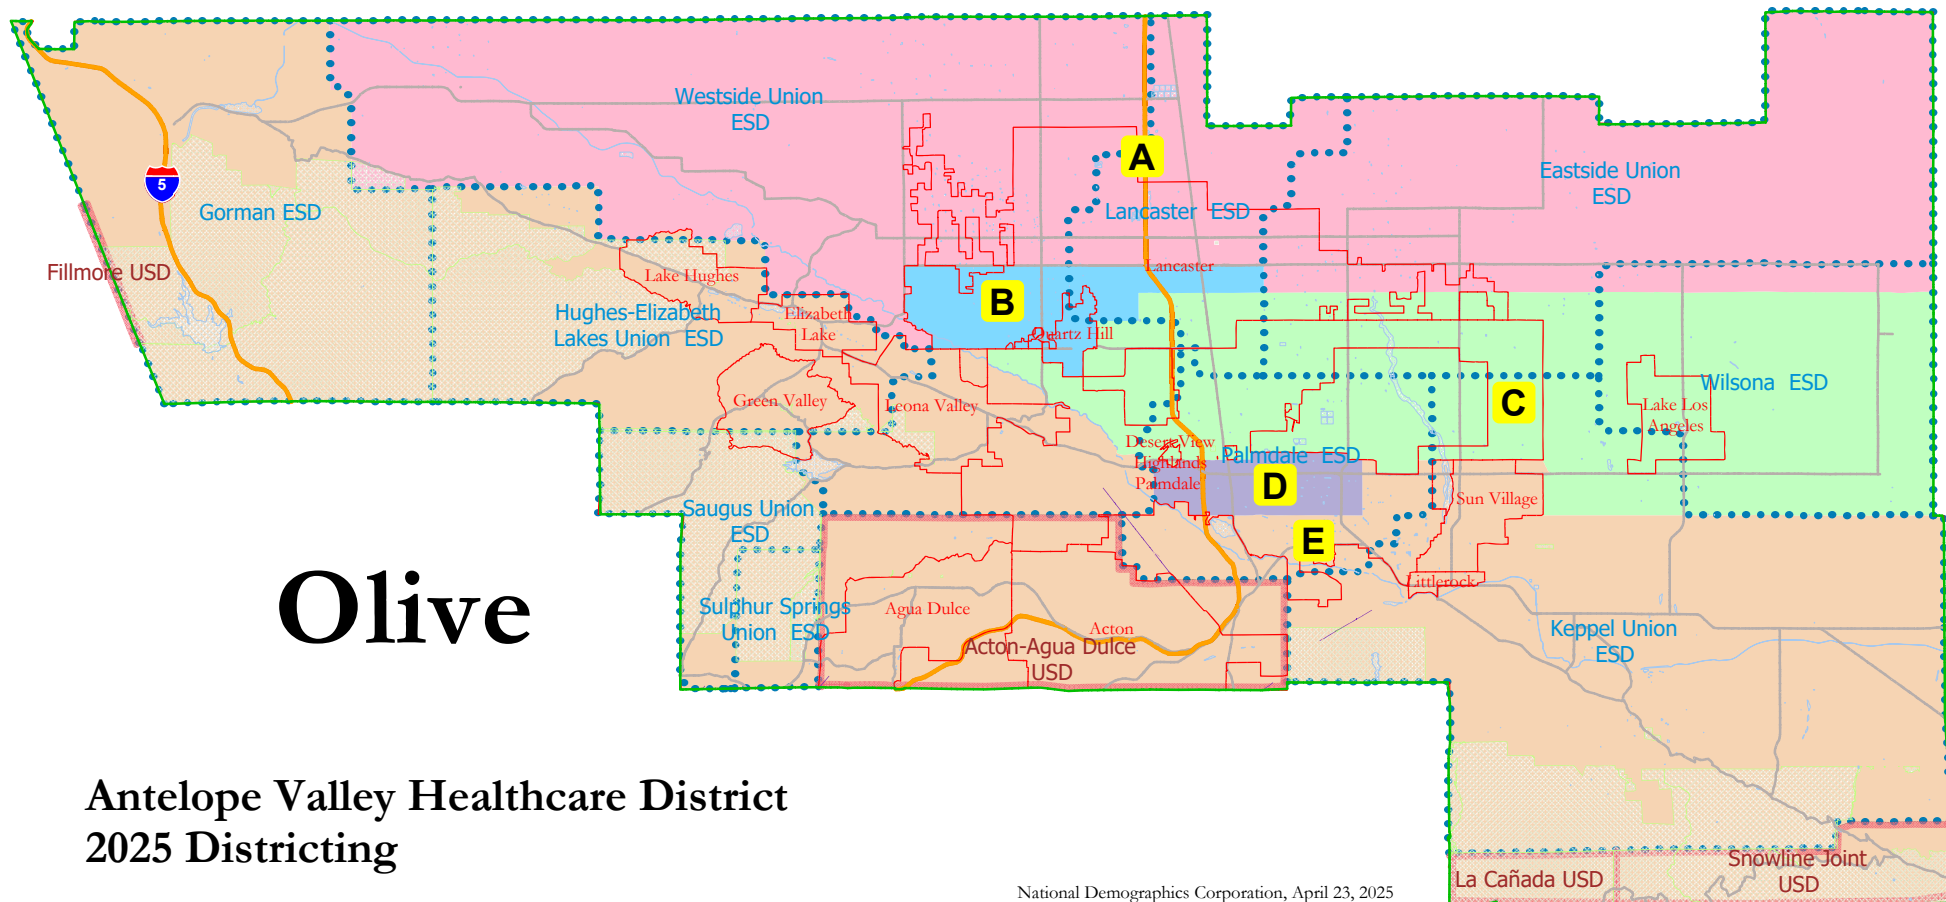 Westside Union
ESD
A
5
Eastside Union
ESD
Gorman ESD
Lancaster ESD
Fillmore USD
Lake Hughes
Lancaster
B
Hughes-Elizabeth
Lakes Union ESD
Elizabeth
Lake
Quartz Hill
Green Valley
Leona Valley
C
Wilsona ESD
Lake Los
Angeles
Desert View
Highlands
Palmdale
Palmdale ESD
D
Sun Village
Saugus Union
ESD
E
Olive
Littlerock
Sulphur Springs
Union ESD
Agua Dulce
Acton
Acton-Agua Dulce
USD
Keppel Union
ESD
Antelope Valley Healthcare District
2025 Districting
Snowline Joint
USD
La Cañada USD
National Demographics Corporation, April 23, 2025